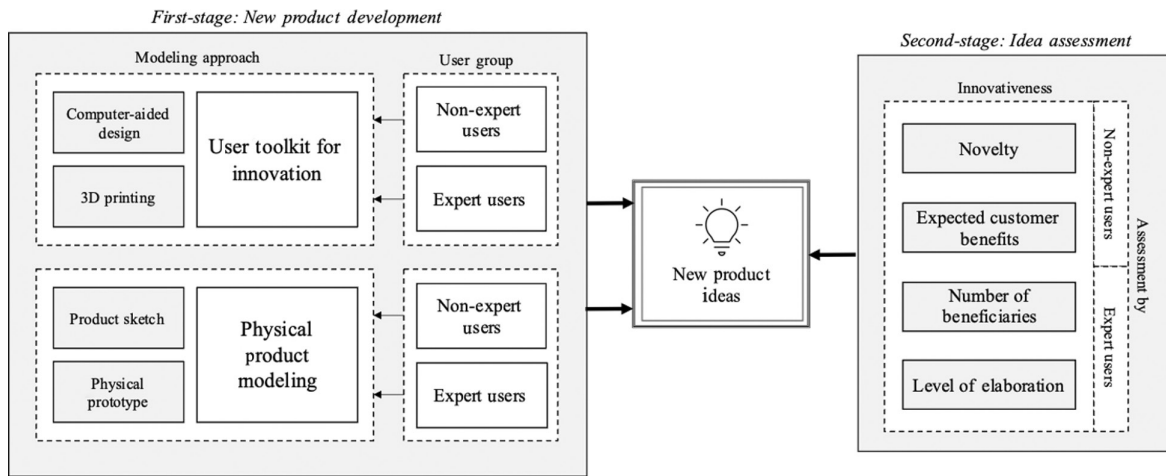 First-stage: New product development
Modeling approach
User group
Computer-aided
design
3D printing
User toolkit for
innovation
Non-expert
users
Expert users
Product sketch
Physical
prototype
Physical
product
modeling
Non-expert
users
Expert users
New product
ideas
Second-stage: Idea assessment
Innovativeness
Novelty
Expected customer
benefits
Number of
beneficiaries
Level of elaboration
Non-expert users
Expert users
Assessment by